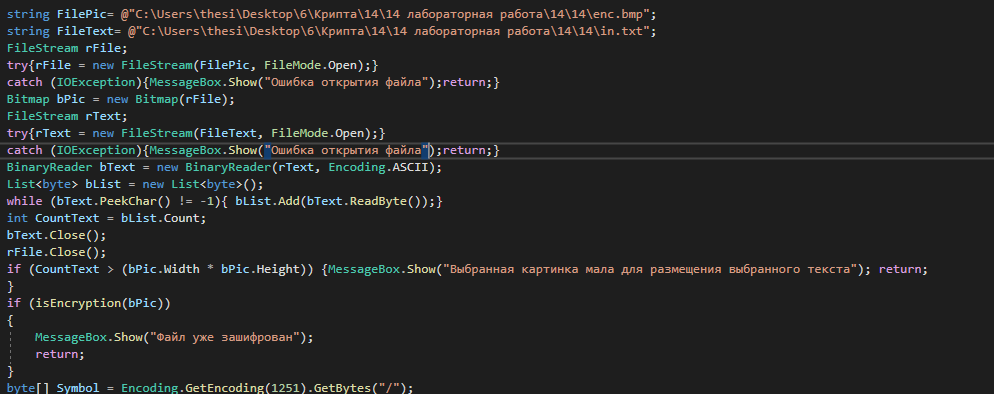 string FilePic= @"C:\Users\thesi\Desktop\6\Крипта\14\14 лабораторная работа\14\14\enc.bmp";
string FileText= @"C:\Users\thesi\Desktop\6\Крипта\14\14 лабораторная работа\14\14\in.txt";
FileStream rFile;
try{rFile = new FileStream(FilePic, FileMode.Open);}
catch (IOException){MessageBox.Show("Ошибка открытия файла");return;}
Bitmap bPic = new Bitmap(rFile);
FileStream rText;
try{rText = new FileStream(FileText, FileMode.Open);}
catch (IOException){MessageBox.Show("Ошибка открытия файла");return;}
BinaryReader bText = new BinaryReader(rText, Encoding.ASCII);
List<byte> bList = new List<byte>();
while (bText.PeekChar() != -1){ bList.Add(bText.ReadByte());}
int CountText = bList.Count;
bText.Close();
rFile.Close();
if (CountText > (bPic.Width * bPic.Height)) {MessageBox.Show("Выбранная картинка мала для размещения выбранного текста"); return;
}
if (isEncryption(bPic))
{
    MessageBox.Show("Файл уже зашифрован");
    return;
}
byte[] Symbol = Encoding.GetEncoding(1251).GetBytes("/");